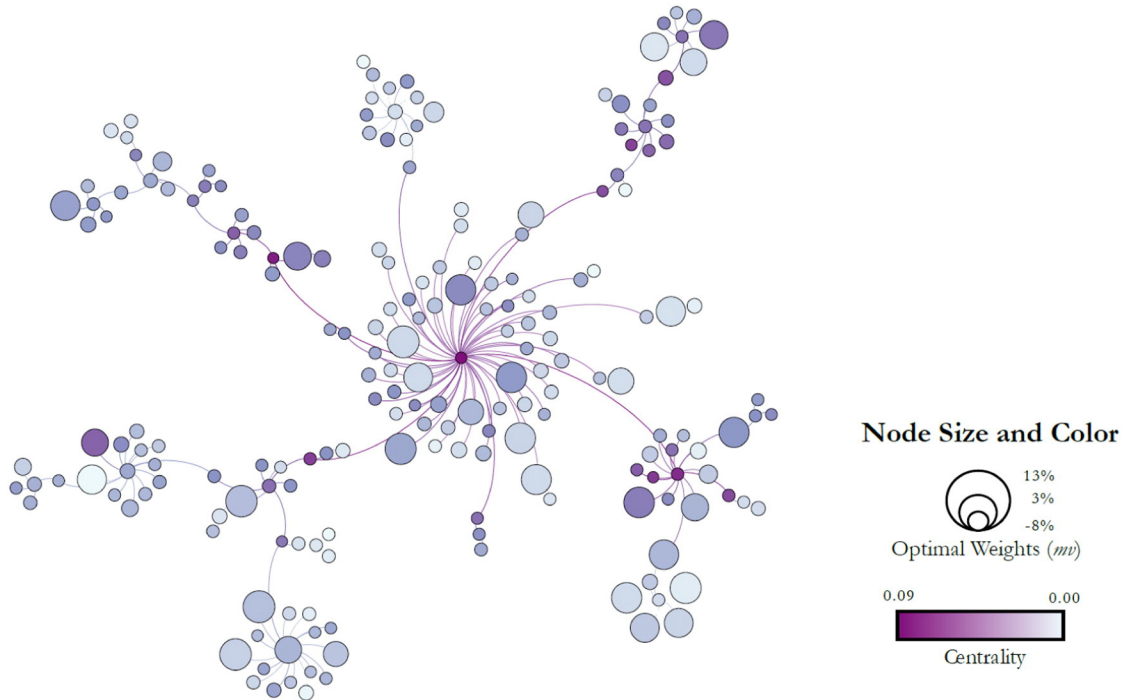 Node Size and Color
13%
3%
-8%
Optimal Weights (mv)
0.09 0.00
Centrality